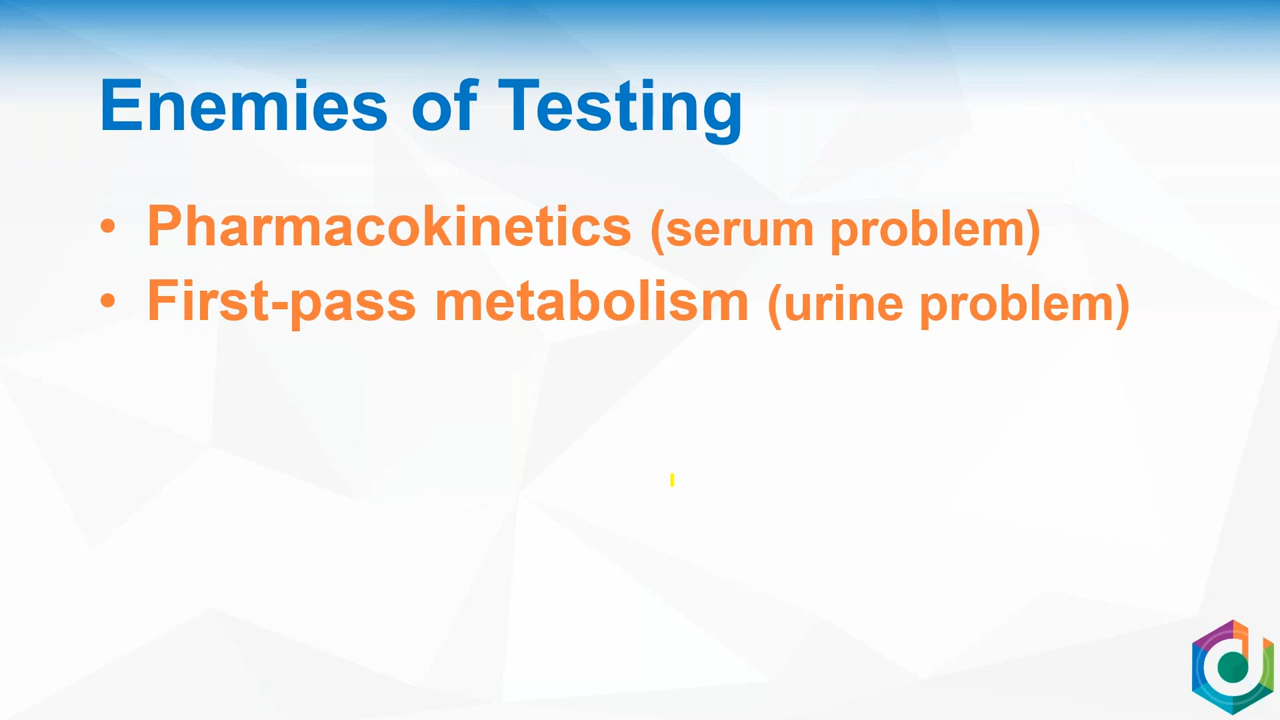 Enemies of Testing
• Pharmacokinetics (serum problem)
• First-pass metabolism (urine problem)